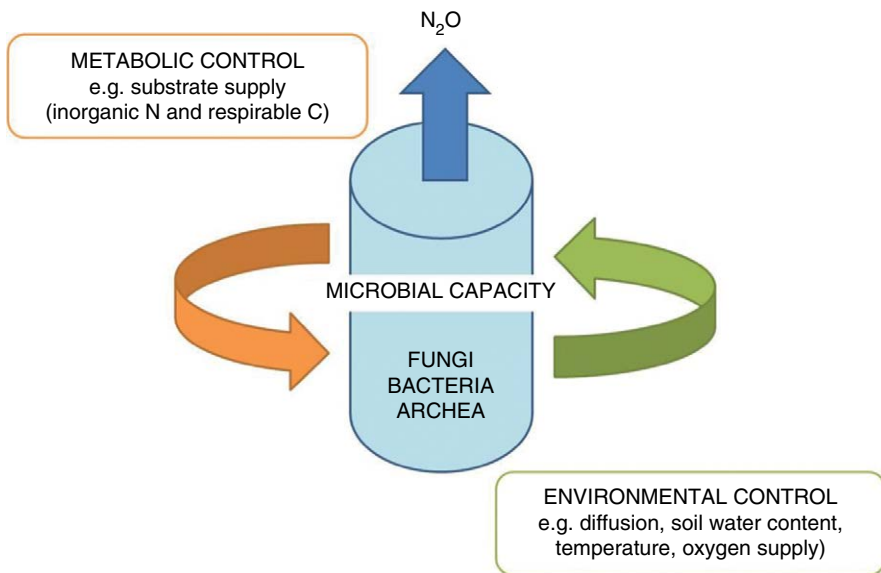 N₂O
METABOLIC CONTROL
e.g. substrate supply
(inorganic N and respirable C)
MICROBIAL CAPACITY
FUNGI
BACTERIA
ARCHEA
ENVIRONMENTAL CONTROL
e.g. diffusion, soil water content,
temperature, oxygen supply)